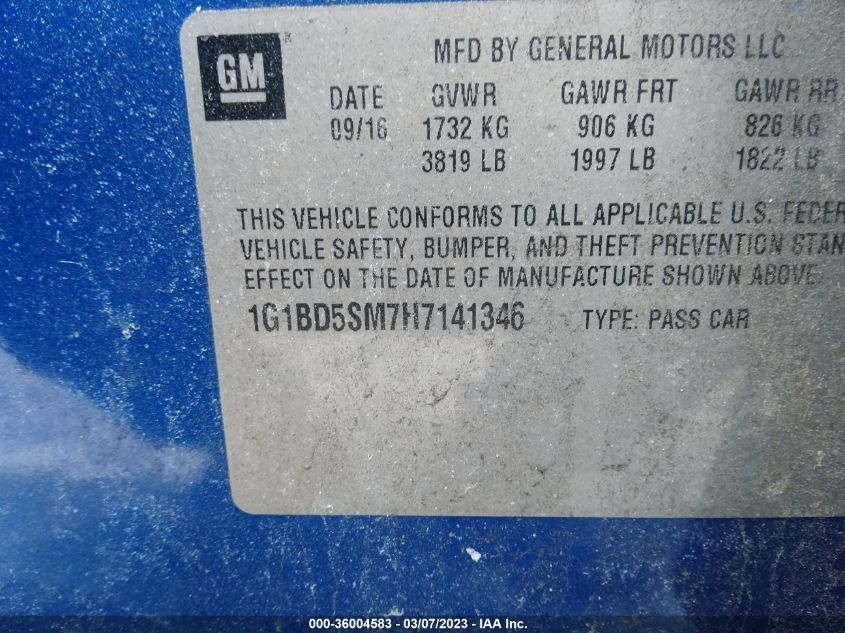 GM
MFD BY GENERAL MOTORS LLC
DATE GVWR GAWR FRT GAWR RR
09/16 1732 KG 906 KG 826 KG
3819 LB 1997 LB 1822 LB
THIS VEHICLE CONFORMS TO ALL APPLICABLE U.S. FEDER
VEHICLE SAFETY, BUMPER, AND THEFT PREVENTION STAN
EFFECT ON THE DATE OF MANUFACTURE SHOWN ABOVE.
1G1BD5SM7H7141346 TYPE: PASS CAR
000-36004583 - 03/07/2023 - IAA Inc.